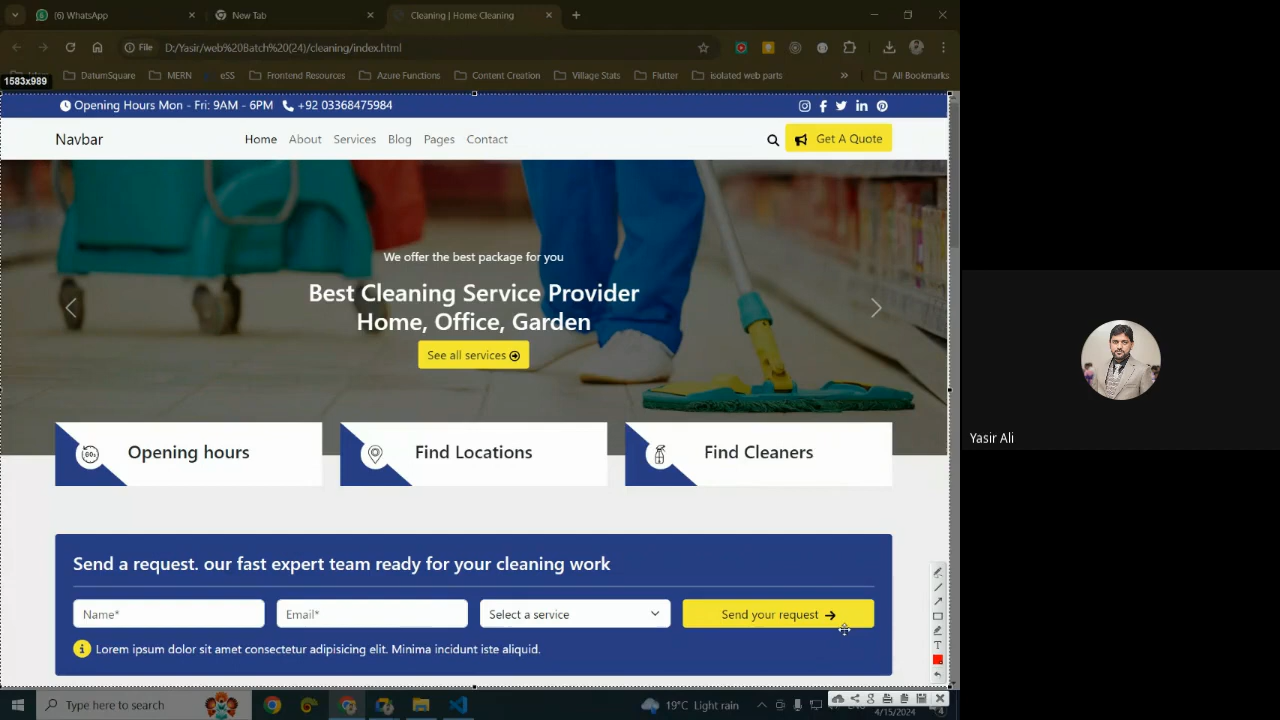 (6) WhatsApp
New Tab
Cleaning | Home Cleaning
File
D:/Yasir/web%20Batch%20(24)/cleaning/index.html
1583x989
DatumSquare
MERN
eSS
Frontend Resources
Azure Functions
Content Creation
Village Stats
Flutter
isolated web parts
»
All Bookmarks
Opening Hours Mon - Fri: 9AM - 6PM
+92 03368475984
Navbar
Home
About
Services
Blog
Pages
Contact
Get A Quote
We offer the best package for you
Best Cleaning Service Provider
Home, Office, Garden
See all services
Opening hours
Find Locations
Find Cleaners
Send a request. our fast expert team ready for your cleaning work
Name*
Email*
Select a service
Send your request
Lorem ipsum dolor sit amet consectetur adipisicing elit. Minima incidunt iste aliquid.
Yasir Ali
Type here to search
19°C Light rain
4/15/2024